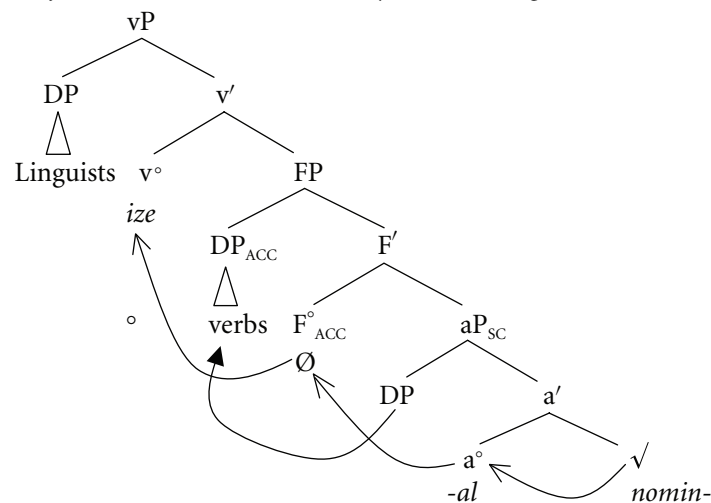 vP
DP v′
Linguists v° FP
ize
DP_ACC F′
° verbs F°_ACC aP_SC
Ø
DP a′
a° √
-al nomin-